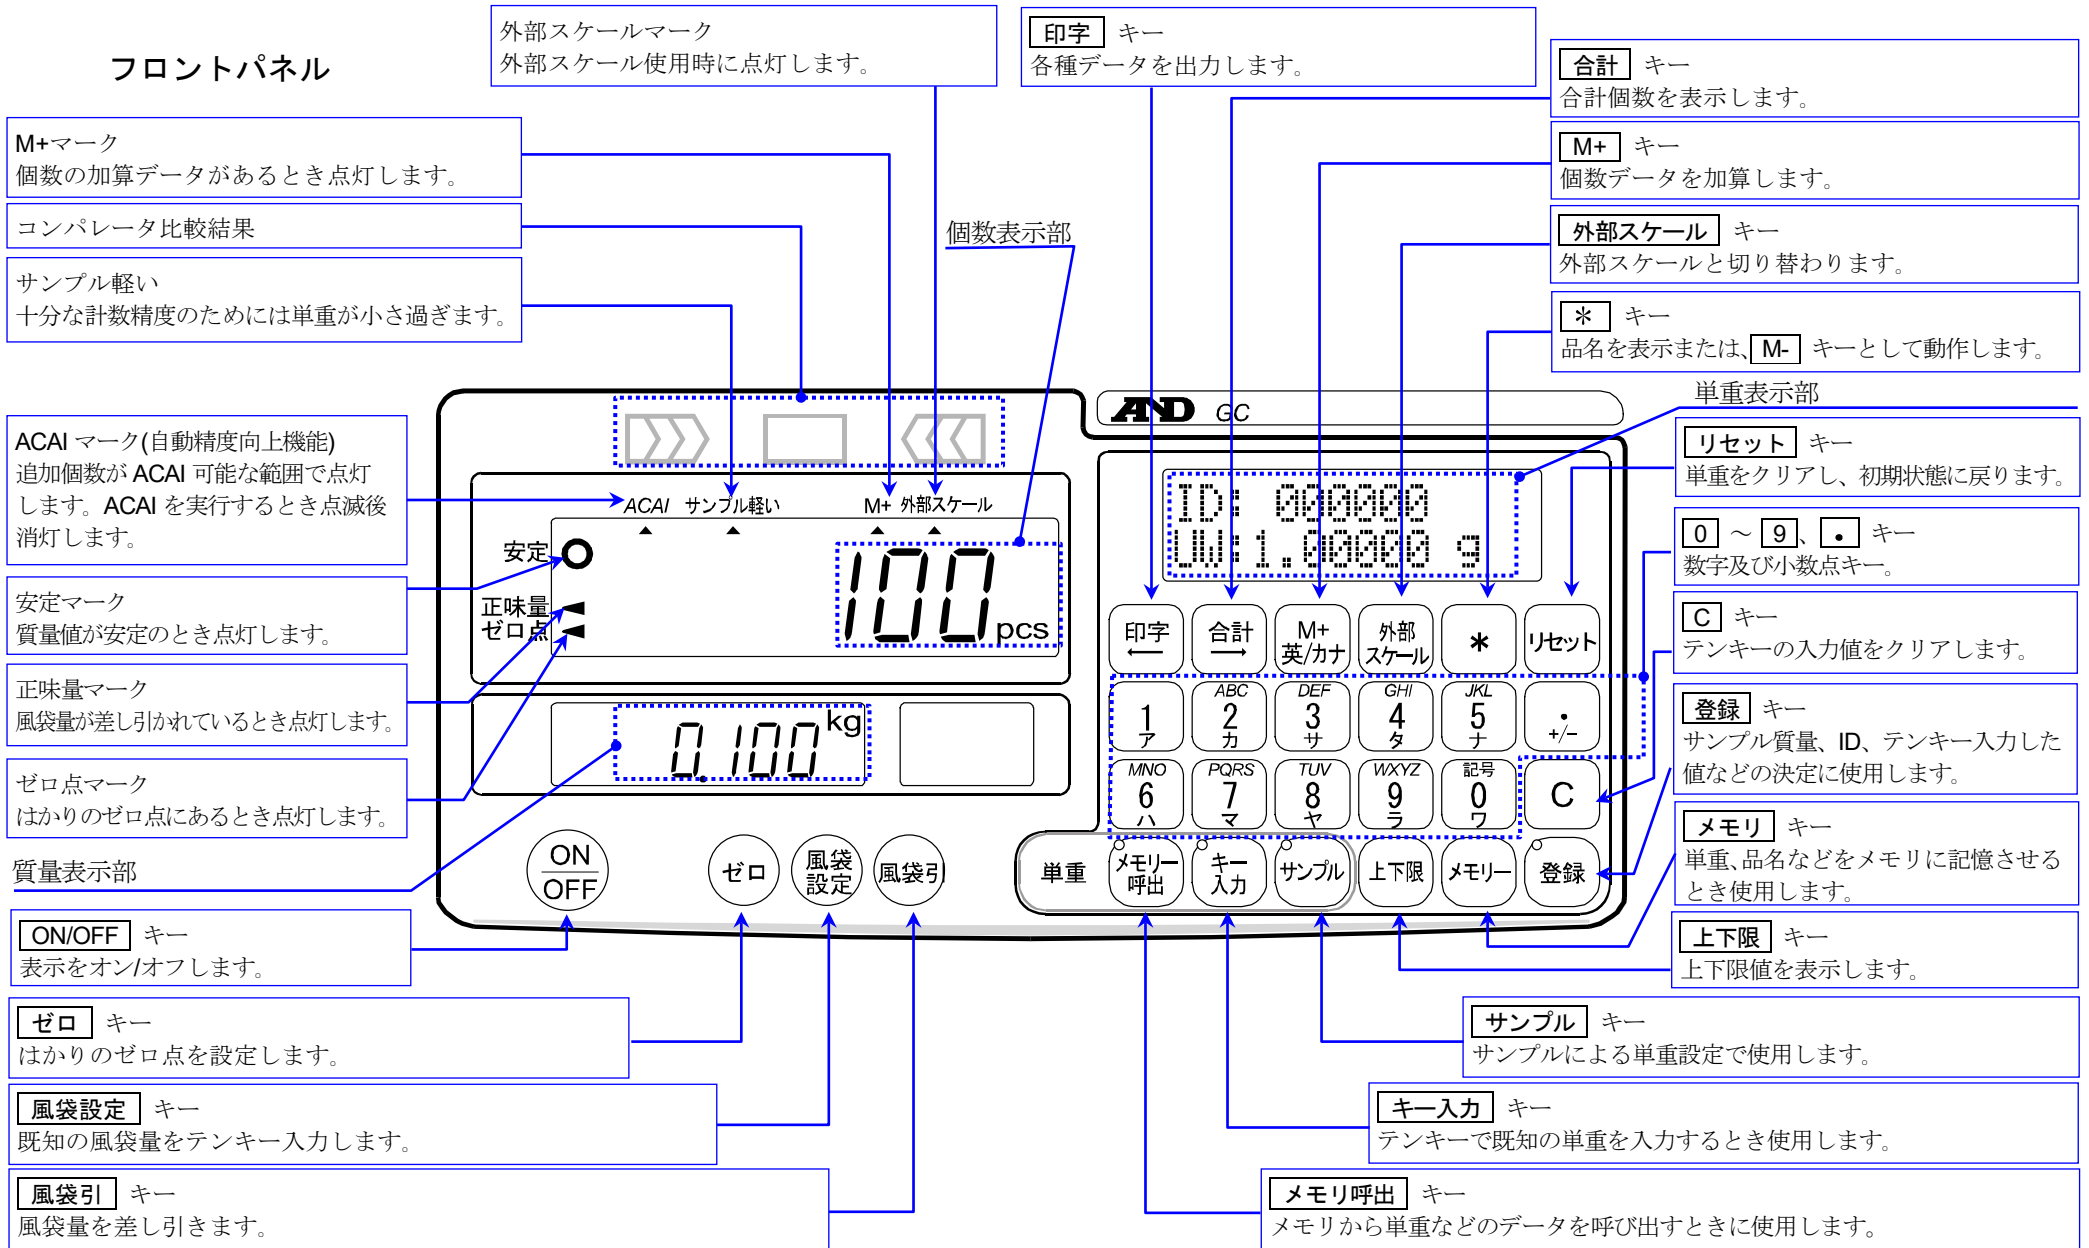 フロントパネル
外部スケールマーク
外部スケール使用時に点灯します。
印字 キー
各種データを出力します。
合計 キー
合計個数を表示します。
M+マーク
個数の加算データがあるとき点灯します。
M+ キー
個数データを加算します。
コンパレータ比較結果
個数表示部
外部スケール キー
外部スケールと切り替わります。
サンプル軽い
十分な計数精度のためには単重が小さ過ぎます。
＊ キー
品名を表示または、M- キーとして動作します。
単重表示部
ACAI マーク(自動精度向上機能)
追加個数が ACAI 可能な範囲で点灯
します。ACAI を実行するとき点滅後
消灯します。
安定マーク
質量値が安定のとき点灯します。
正味量マーク
風袋量が差し引かれているとき点灯します。
ゼロ点マーク
はかりのゼロ点にあるとき点灯します。
質量表示部
AND GC
ACAI サンプル軽い M+ 外部スケール
安定
正味量
ゼロ点
100 pcs
0.100 kg
ID: 000000
UW:1.00000 g
印字 合計 M+ 英/カナ 外部スケール * リセット
1 ア
ABC 2 カ
DEF 3 サ
GHI 4 タ
JKL 5 ナ
. +/-
MNO 6 ハ
PQRS 7 マ
TUV 8 ヤ
WXYZ 9 ラ
記号 0 ワ
C
ON
OFF
ゼロ
風袋
設定
風袋引
単重
メモリー
呼出
キー
入力
サンプル
上下限
メモリー
登録
リセット キー
単重をクリアし、初期状態に戻ります。
0 ～ 9、. キー
数字及び小数点キー。
C キー
テンキーの入力値をクリアします。
登録 キー
サンプル質量、ID、テンキー入力した
値などの決定に使用します。
メモリ キー
単重、品名などをメモリに記憶させる
とき使用します。
上下限 キー
上下限値を表示します。
ON/OFF キー
表示をオン/オフします。
ゼロ キー
はかりのゼロ点を設定します。
サンプル キー
サンプルによる単重設定で使用します。
風袋設定 キー
既知の風袋量をテンキー入力します。
キー入力 キー
テンキーで既知の単重を入力するとき使用します。
風袋引 キー
風袋量を差し引きます。
メモリ呼出 キー
メモリから単重などのデータを呼び出すときに使用します。